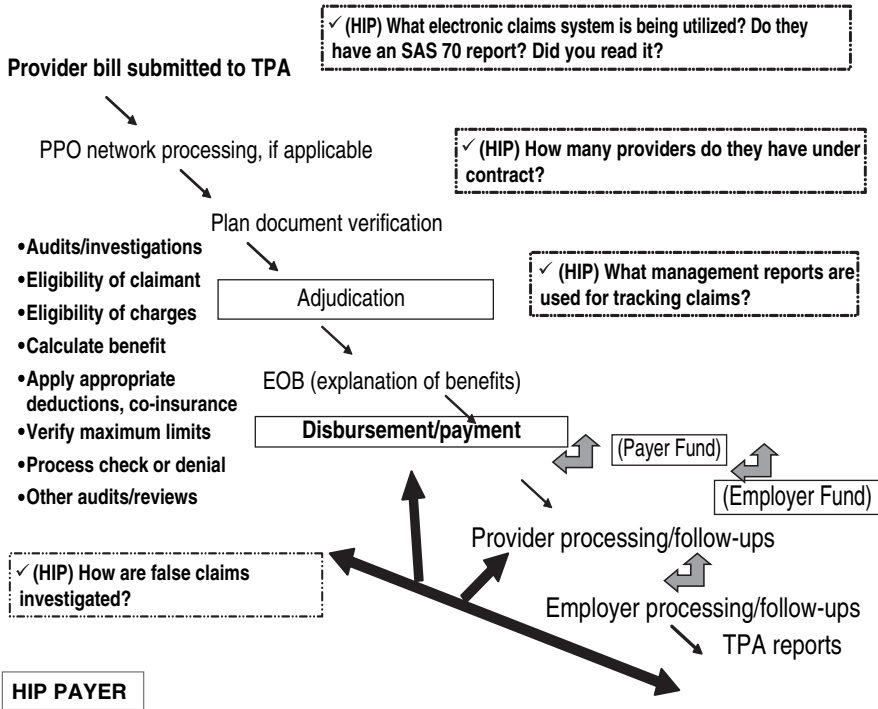 ✓ (HIP) What electronic claims system is being utilized? Do they
have an SAS 70 report? Did you read it?
Provider bill submitted to TPA
PPO network processing, if applicable
✓ (HIP) How many providers do they have under
contract?
Plan document verification
•Audits/investigations
•Eligibility of claimant
•Eligibility of charges
•Calculate benefit
•Apply appropriate
deductions, co-insurance
•Verify maximum limits
•Process check or denial
•Other audits/reviews
✓ (HIP) What management reports are
used for tracking claims?
Adjudication
EOB (explanation of benefits)
Disbursement/payment
(Payer Fund)
(Employer Fund)
Provider processing/follow-ups
✓ (HIP) How are false claims
investigated?
Employer processing/follow-ups
TPA reports
HIP PAYER